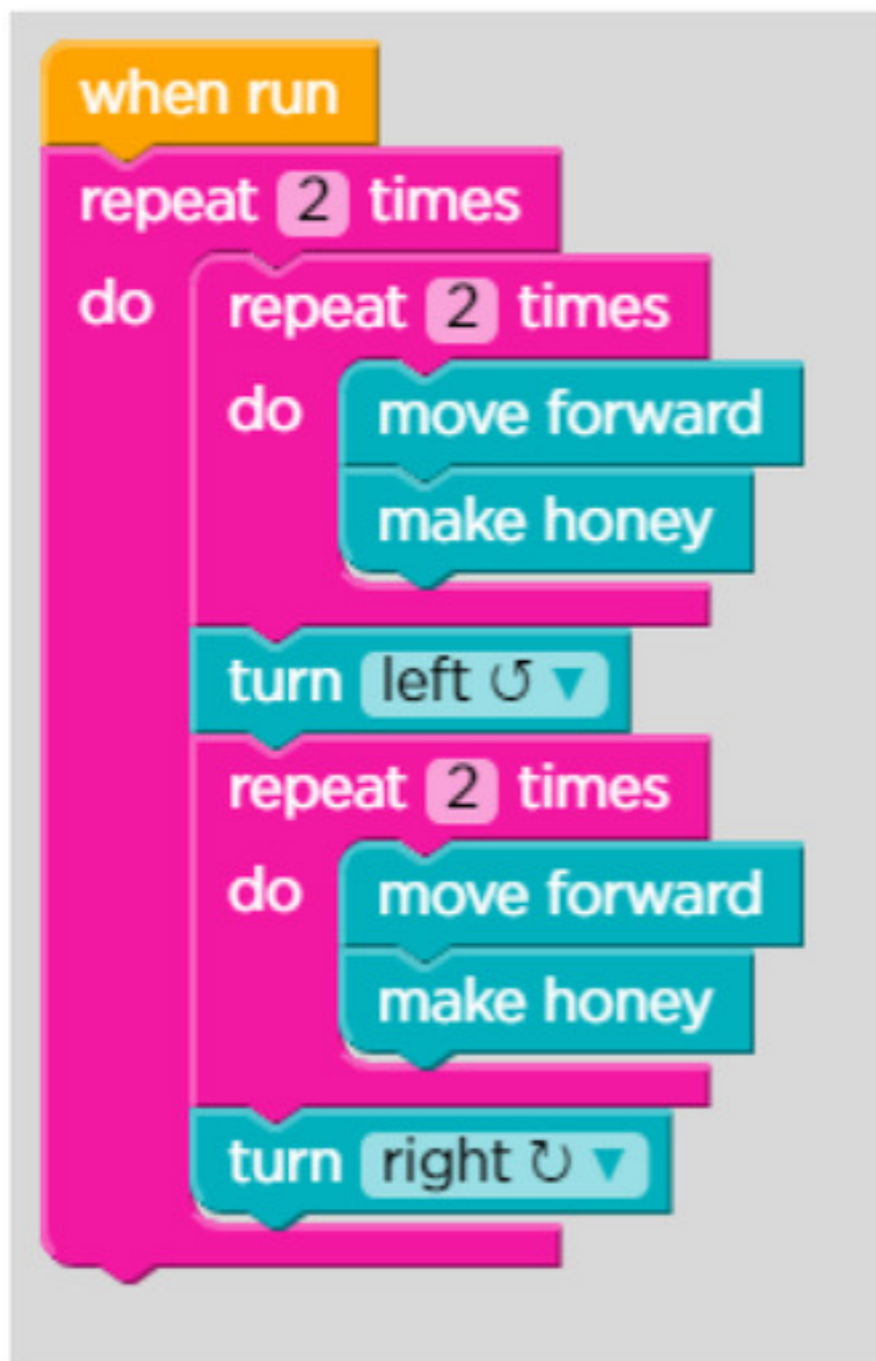 when run
repeat 2 times
do repeat 2 times
do move forward
make honey
turn left ↺ ▼
repeat 2 times
do move forward
make honey
turn right ↻ ▼